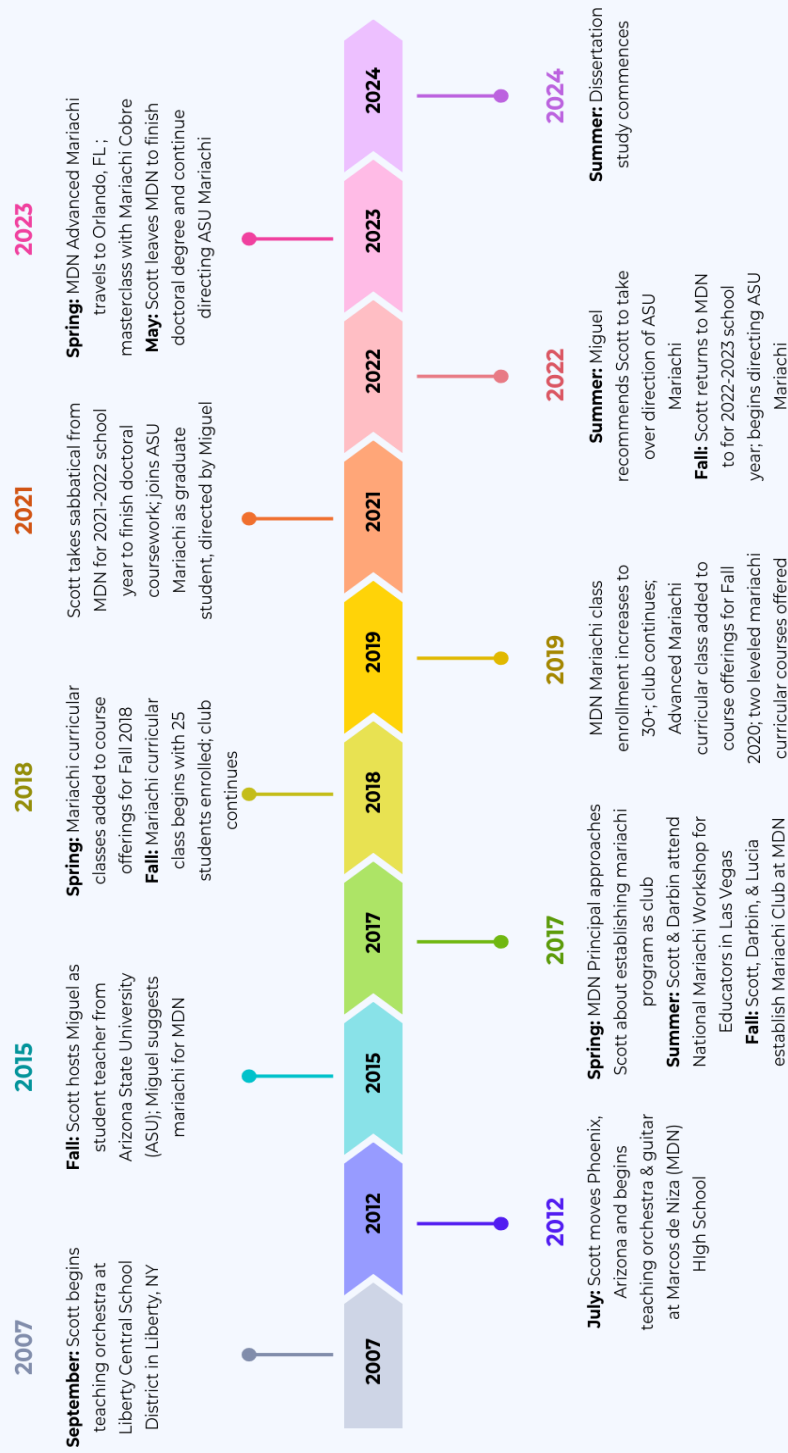 2007
September: Scott begins
teaching orchestra at
Liberty Central School
District in Liberty, NY
2015
Fall: Scott hosts Miguel as
student teacher from
Arizona State University
(ASU); Miguel suggests
mariachi for MDN
2018
Spring: Mariachi curricular
classes added to course
offerings for Fall 2018
Fall: Mariachi curricular
class begins with 25
students enrolled; club
continues
2021
Scott takes sabbatical from
MDN for 2021-2022 school
year to finish doctoral
coursework; joins ASU
Mariachi as graduate
student, directed by Miguel
2023
Spring: MDN Advanced Mariachi
travels to Orlando, FL ;
masterclass with Mariachi Cobre
May: Scott leaves MDN to finish
doctoral degree and continue
directing ASU Mariachi
2007
2012
2015
2017
2018
2019
2021
2022
2023
2024
2012
July: Scott moves Phoenix,
Arizona and begins
teaching orchestra & guitar
at Marcos de Niza (MDN)
HIgh School
2017
Spring: MDN Principal approaches
Scott about establishing mariachi
program as club
Summer: Scott & Darbin attend
National Mariachi Workshop for
Educators in Las Vegas
Fall: Scott, Darbin, & Lucia
establish Mariachi Club at MDN
2019
MDN Mariachi class
enrollment increases to
30+; club continues;
Advanced Mariachi
curricular class added to
course offerings for Fall
2020; two leveled mariachi
curricular courses offered
2022
Summer: Miguel
recommends Scott to take
over direction of ASU
Mariachi
Fall: Scott returns to MDN
to for 2022-2023 school
year; begins directing ASU
Mariachi
2024
Summer: Dissertation
study commences